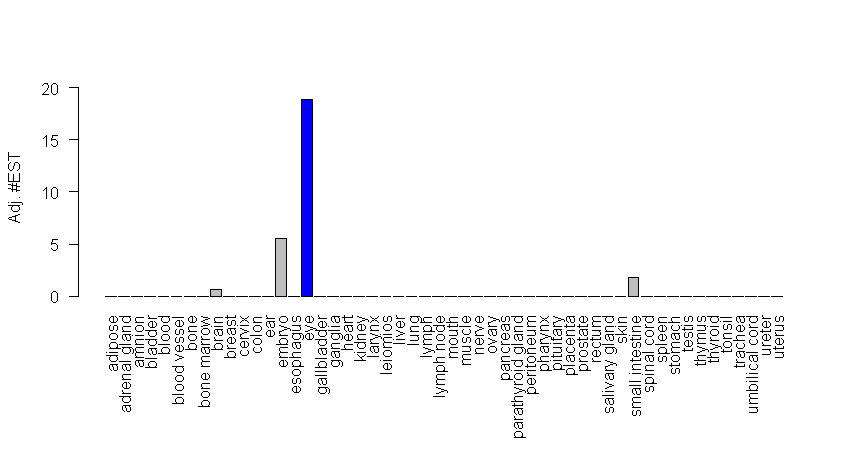 Adj. #EST
20
15
10
5
0
adipose
adrenal gland
amnion
bladder
blood
blood vessel
bone
bone marrow
brain
breast
cervix
colon
ear
embryo
esophagus
eye
gallbladder
ganglia
heart
kidney
larynx
leiomios
liver
lung
lymph
lymph node
mouth
muscle
nerve
ovary
pancreas
parathyroid gland
peritoneum
pharynx
pituitary
placenta
prostate
rectum
salivary gland
skin
small intestine
spinal cord
spleen
stomach
testis
thymus
thyroid
tonsil
trachea
umbilical cord
ureter
uterus